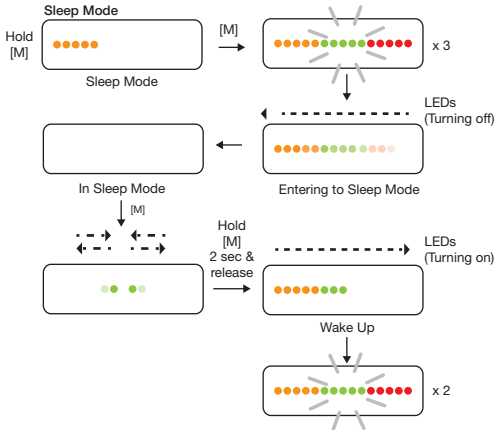 Sleep Mode
Hold
[M]
[M]
x 3
Sleep Mode
LEDs
(Turning off)
In Sleep Mode
Entering to Sleep Mode
[M]
Hold
[M]
2 sec &
release
LEDs
(Turning on)
Wake Up
x 2